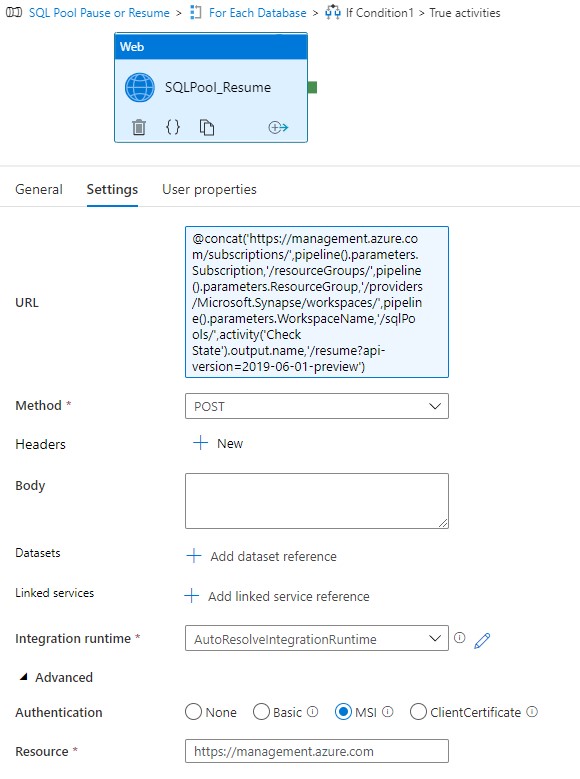 SQL Pool Pause or Resume > For Each Database > If Condition1 > True activities
Web
SQLPool_Resume
{}
General Settings User properties
URL
@concat('https://management.azure.co
m/subscriptions/',pipeline().parameters.
Subscription,'/resourceGroups/',pipeline
().parameters.ResourceGroup,'/providers
/Microsoft.Synapse/workspaces/',pipelin
e().parameters.WorkspaceName,'/sqlPo
ols/',activity('Check
State').output.name,'/resume?api-
version=2019-06-01-preview')
Method * POST
Headers + New
Body
Datasets + Add dataset reference
Linked services + Add linked service reference
Integration runtime * AutoResolveIntegrationRuntime
Advanced
Authentication None Basic MSI ClientCertificate
Resource * https://management.azure.com